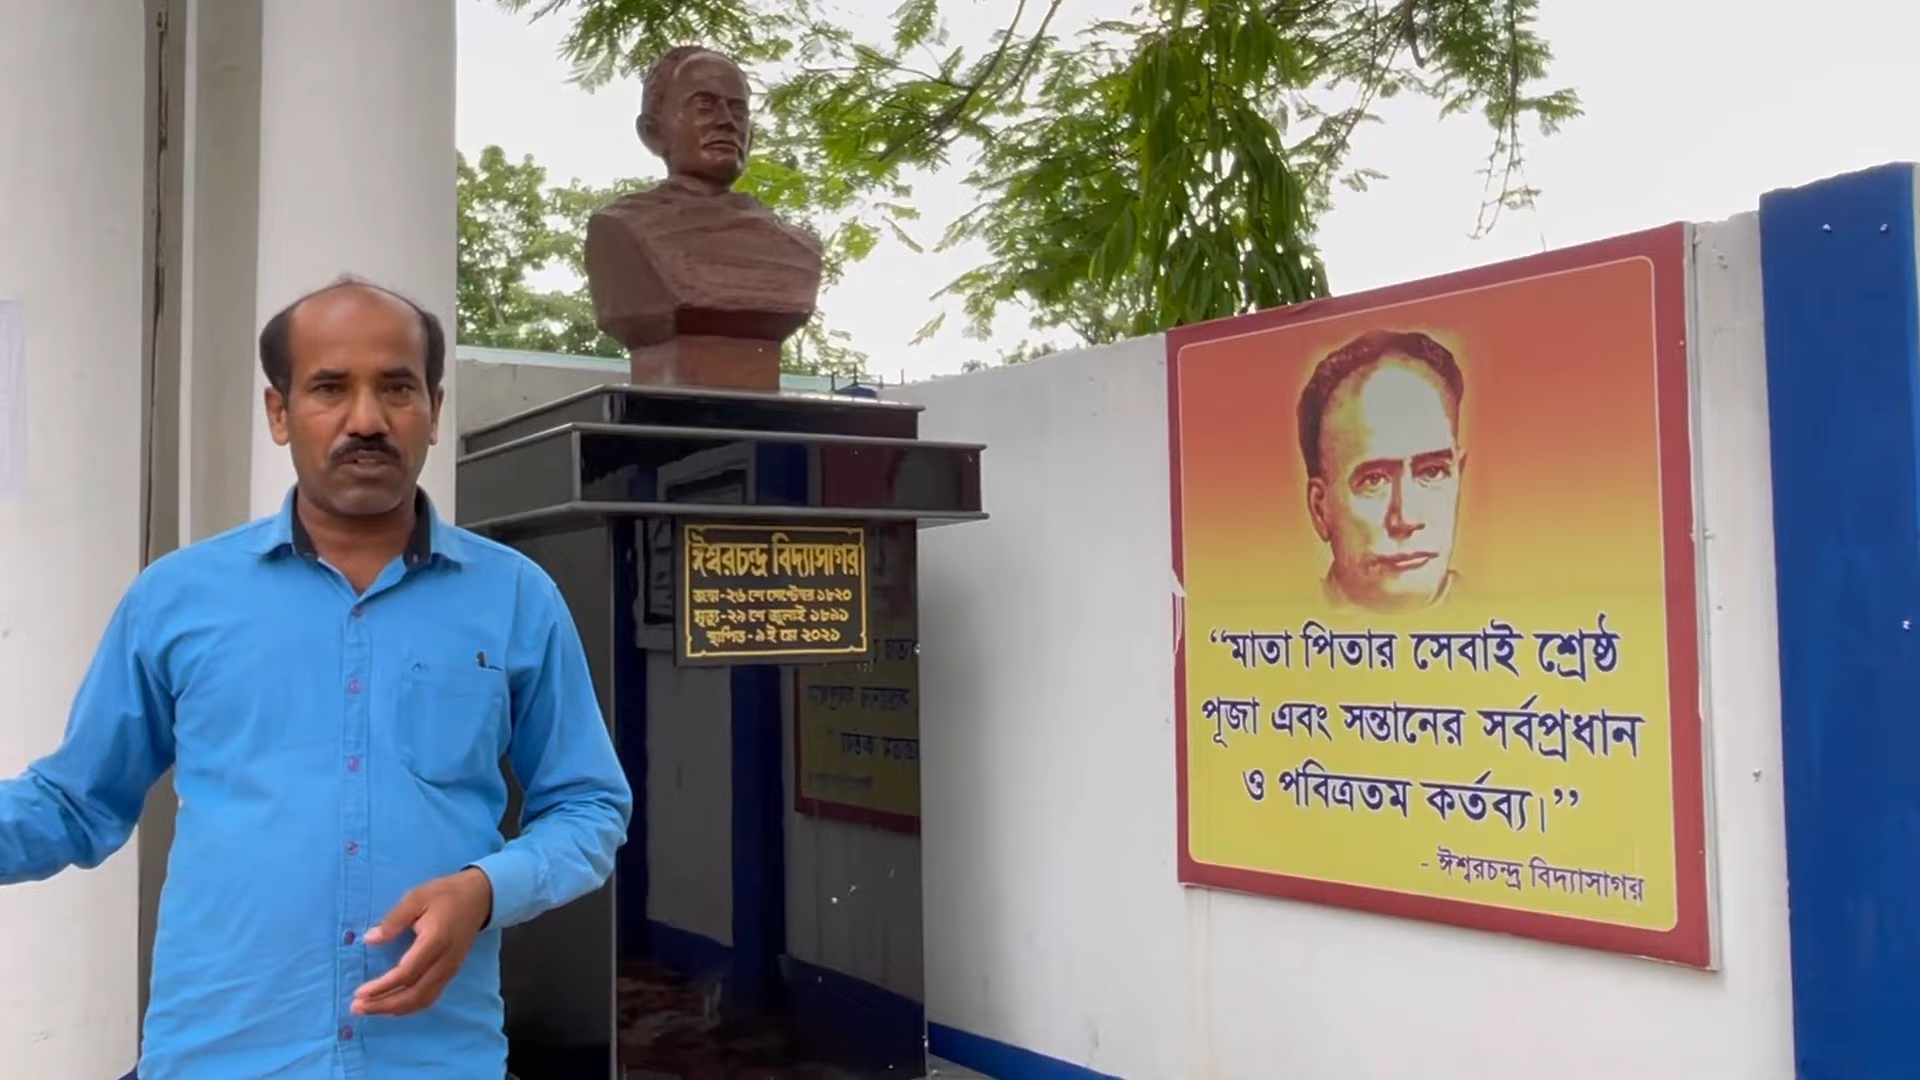 ঈশ্বরচন্দ্র বিদ্যাসাগর
জন্ম-২৬ শে সেপ্টেম্বর ১৮২০
মৃত্যু-২৯ শে জুলাই ১৮৯১
স্থাপিত-৯ই মে ২০২১
“মাতা পিতার সেবাই শ্রেষ্ঠ
পূজা এবং সন্তানের সর্বপ্রধান
ও পবিত্রতম কর্তব্য।”
- ঈশ্বরচন্দ্র বিদ্যাসাগর